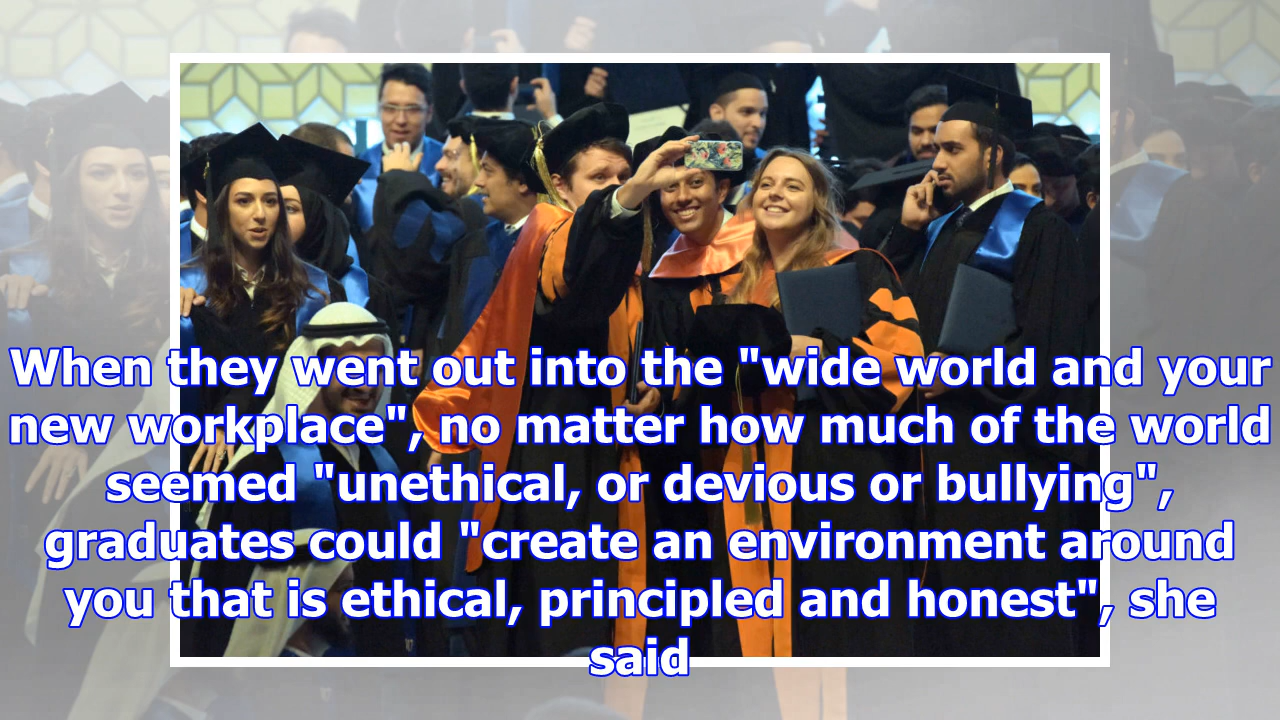 When they went out into the "wide world and your
new workplace", no matter how much of the world
seemed "unethical, or devious or bullying",
graduates could "create an environment around
you that is ethical, principled and honest", she
said